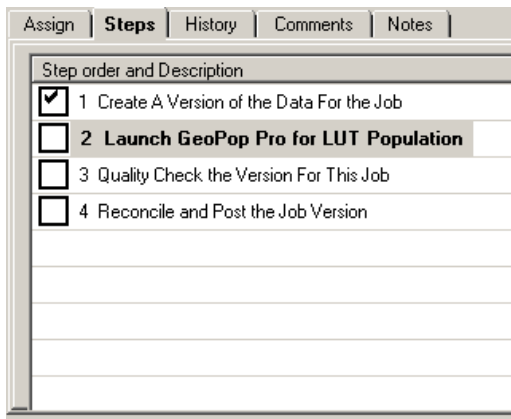 Assign Steps History Comments Notes
Step order and Description
1 Create A Version of the Data For the Job
2 Launch GeoPop Pro for LUT Population
3 Quality Check the Version For This Job
4 Reconcile and Post the Job Version